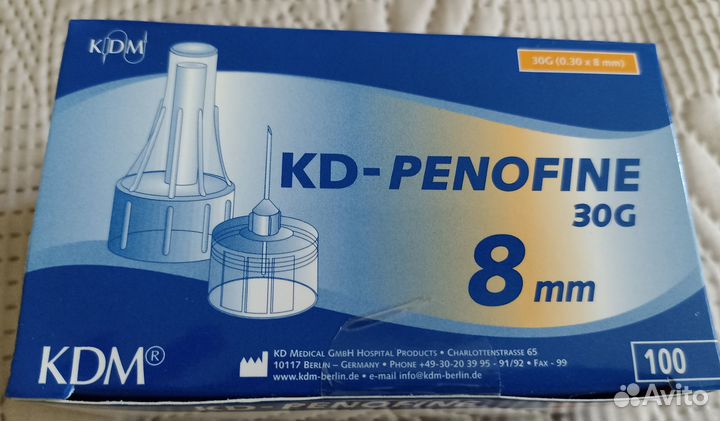 KDM
30G (0.30 x 8 mm)
KD-PENOFINE
30G
8 mm
KDM®
KD MEDICAL GMBH HOSPITAL PRODUCTS • CHARLOTTENSTRASSE 65
10117 BERLIN – GERMANY • PHONE +49-30-20 39 95 - 91/92 • FAX - 99
www.kdm-berlin.de • e-mail info@kdm-berlin.de
100
KD-
Avito